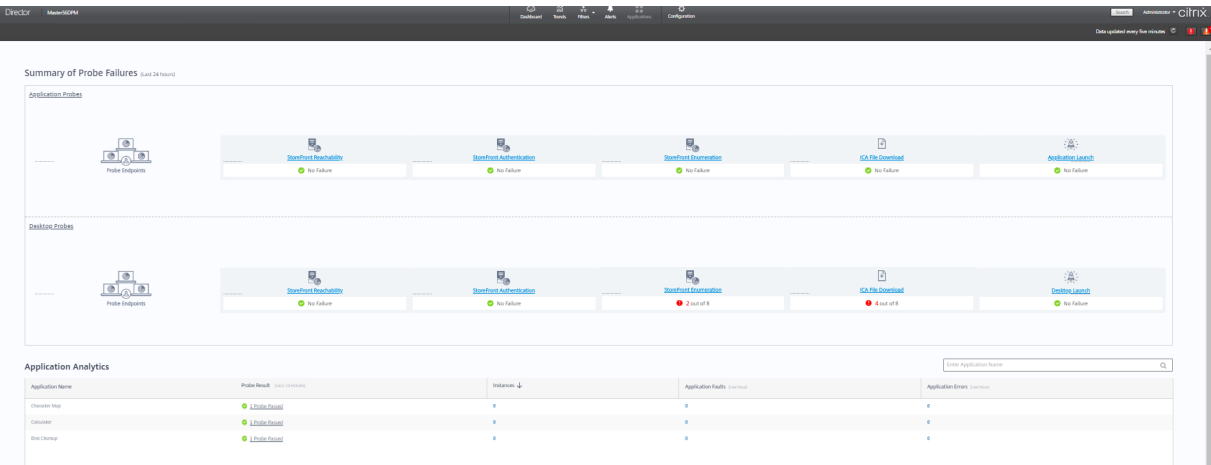 Director MasterSEDPM Dashboard Trends Filters Alerts Applications Configuration Search Administrator citrix
Data updated every five minutes
Summary of Probe Failures (Last 24 hours)
Application Probes
StoreFront Reachability StoreFront Authentication StoreFront Enumeration ICA File Download Application Launch
Probe Endpoints No Failure No Failure No Failure No Failure No Failure
Desktop Probes
StoreFront Reachability StoreFront Authentication StoreFront Enumeration ICA File Download Desktop Launch
Probe Endpoints No Failure No Failure 2 out of 8 4 out of 8 No Failure
Application Analytics Enter Application Name
Application Name Probe Result Instances Application Faults Application Errors
Character Map 1 Probe Passed 0 0 0
Calculator 1 Probe Passed 0 0 0
Disk Cleanup 1 Probe Passed 0 0 0